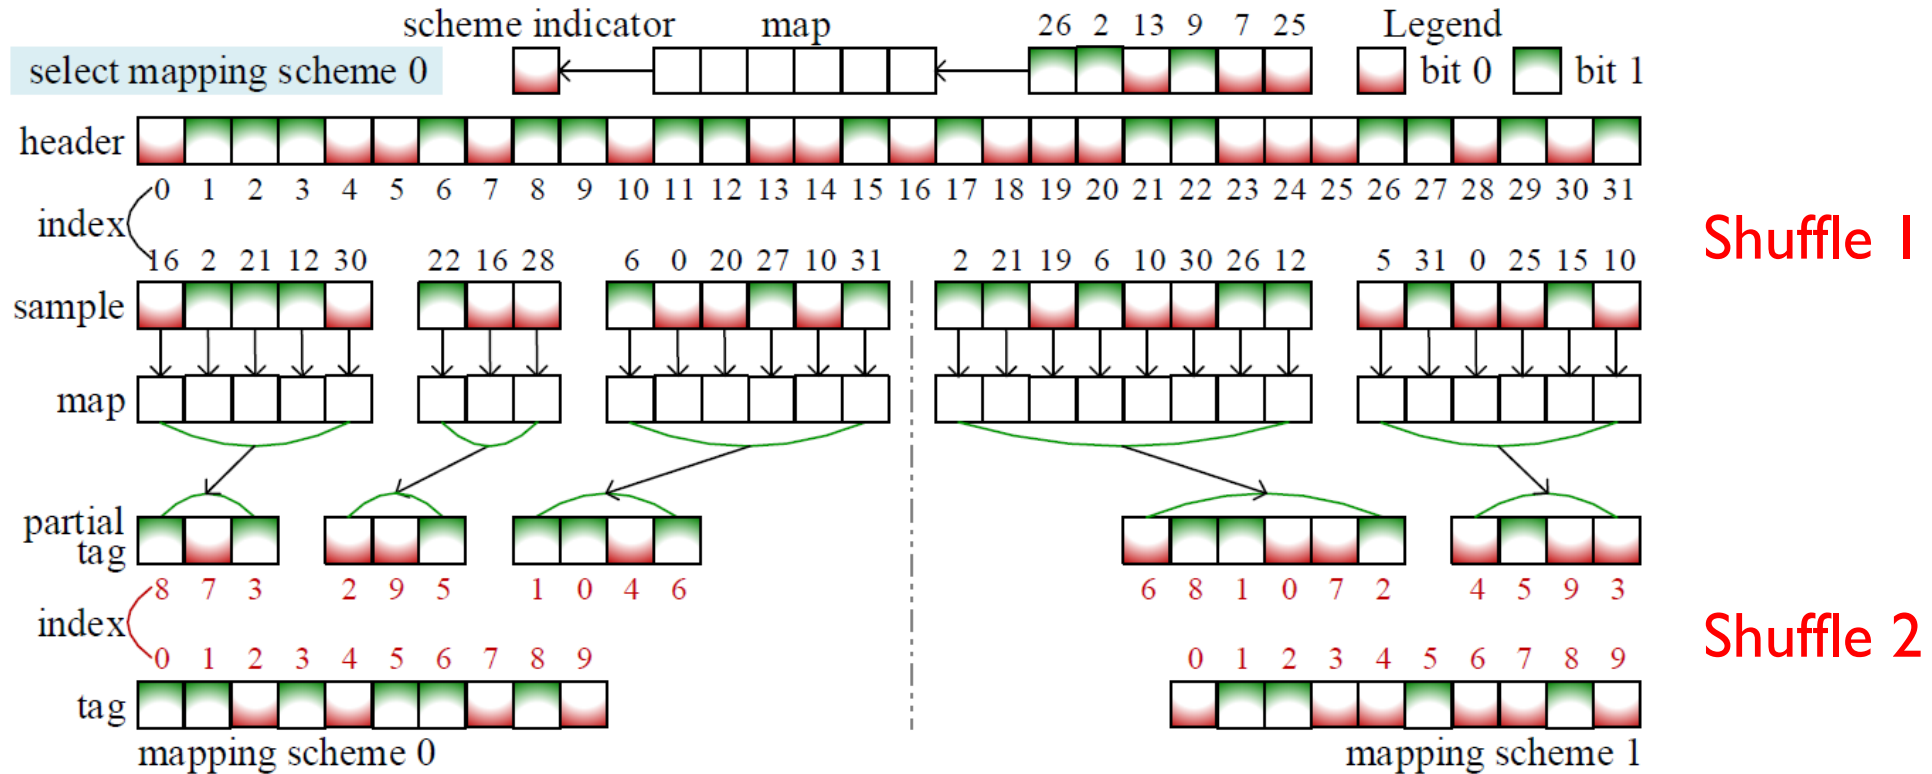 scheme indicator map 26 2 13 9 7 25 Legend
select mapping scheme 0 bit 0 bit 1
header
0 1 2 3 4 5 6 7 8 9 10 11 12 13 14 15 16 17 18 19 20 21 22 23 24 25 26 27 28 29 30 31
index
Shuffle 1
16 2 21 12 30 22 16 28 6 0 20 27 10 31 2 21 19 6 10 30 26 12 5 31 0 25 15 10
sample
map
partial
tag
8 7 3 2 9 5 1 0 4 6 6 8 1 0 7 2 4 5 9 3
index
Shuffle 2
0 1 2 3 4 5 6 7 8 9 0 1 2 3 4 5 6 7 8 9
tag
mapping scheme 0 mapping scheme 1